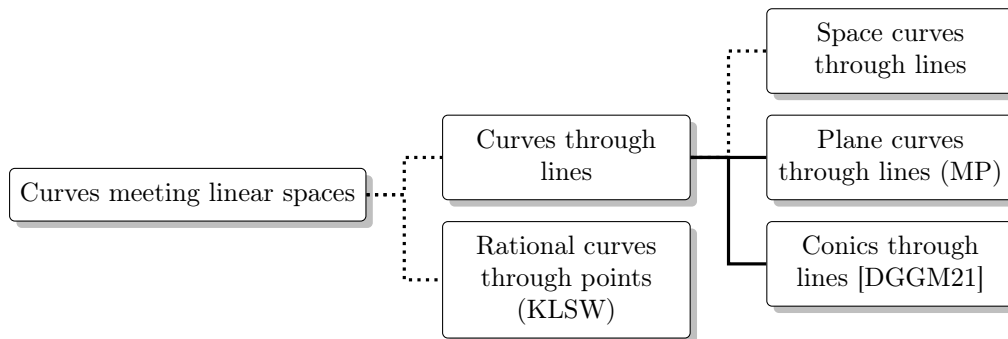 Curves meeting linear spaces
Curves through
lines
Rational curves
through points
(KLSW)
Space curves
through lines
Plane curves
through lines (MP)
Conics through
lines [DGGM21]